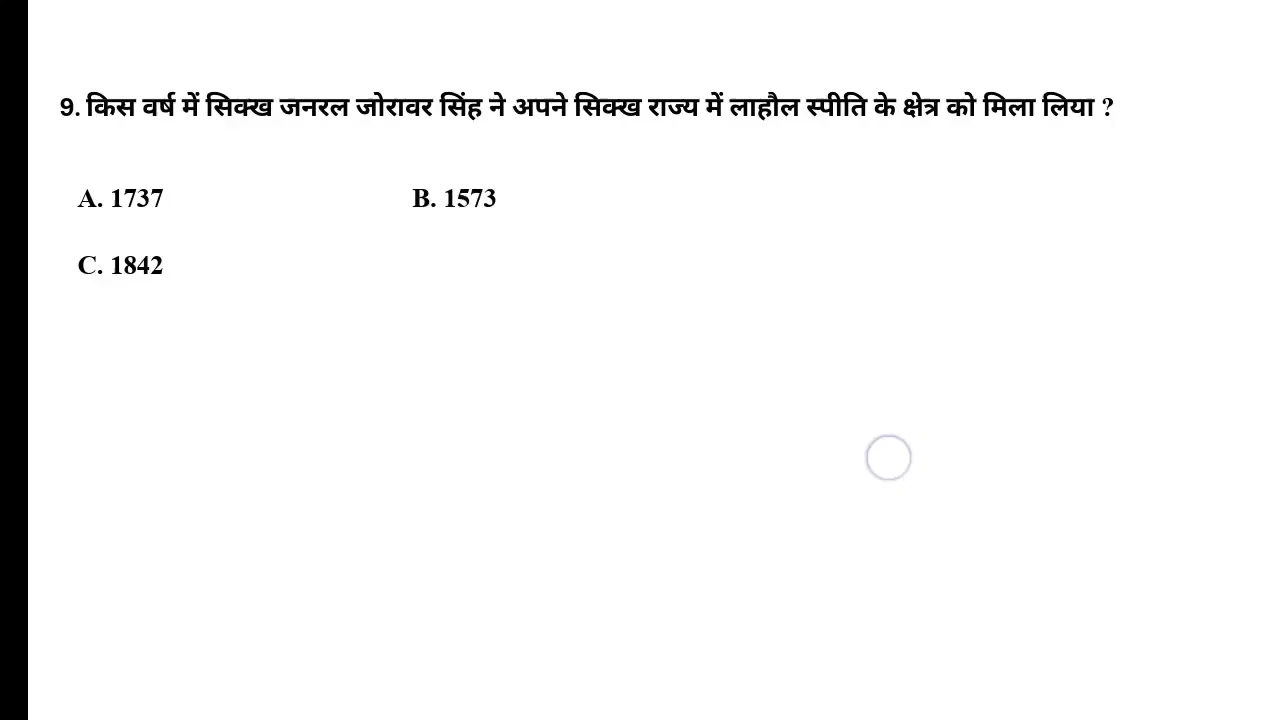 9. किस वर्ष में सिक्ख जनरल जोरावर सिंह ने अपने सिक्ख राज्य में लाहौल स्पीति के क्षेत्र को मिला लिया ?
A. 1737 B. 1573
C. 1842